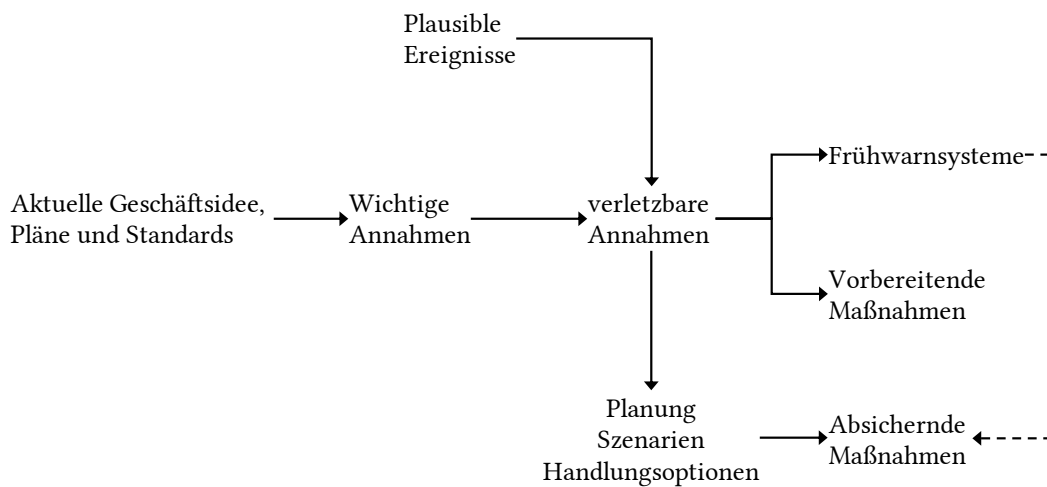 Plausible
Ereignisse
Frühwarnsysteme
Aktuelle Geschäftsidee,
Pläne und Standards
Wichtige
Annahmen
verletzbare
Annahmen
Vorbereitende
Maßnahmen
Planung
Szenarien
Handlungsoptionen
Absichernde
Maßnahmen